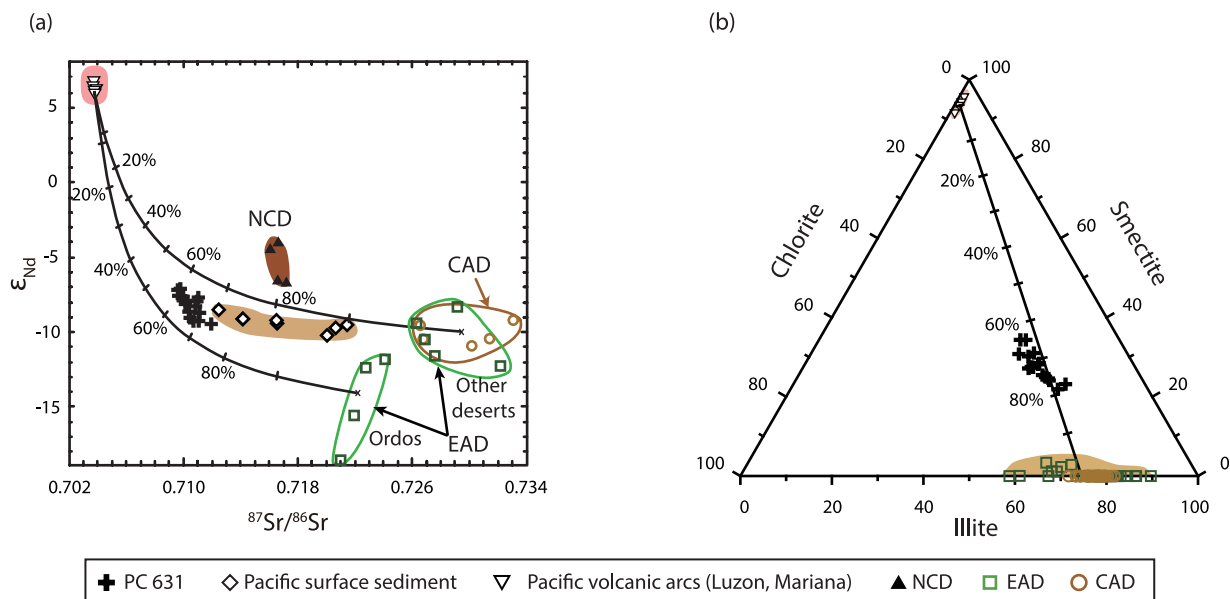 (a)
5
0
-5
-10
-15
0.702
0.710
0.718
0.726
0.734
εNd
87Sr/86Sr
20%
40%
60%
80%
20%
40%
60%
80%
NCD
CAD
Other
deserts
Ordos
EAD
(b)
0
100
20
80
40
60
60
40
80
20
100
0
0
20
40
60
80
100
Chlorite
Smectite
Illite
20%
40%
60%
80%
PC 631
Pacific surface sediment
Pacific volcanic arcs (Luzon, Mariana)
NCD
EAD
CAD